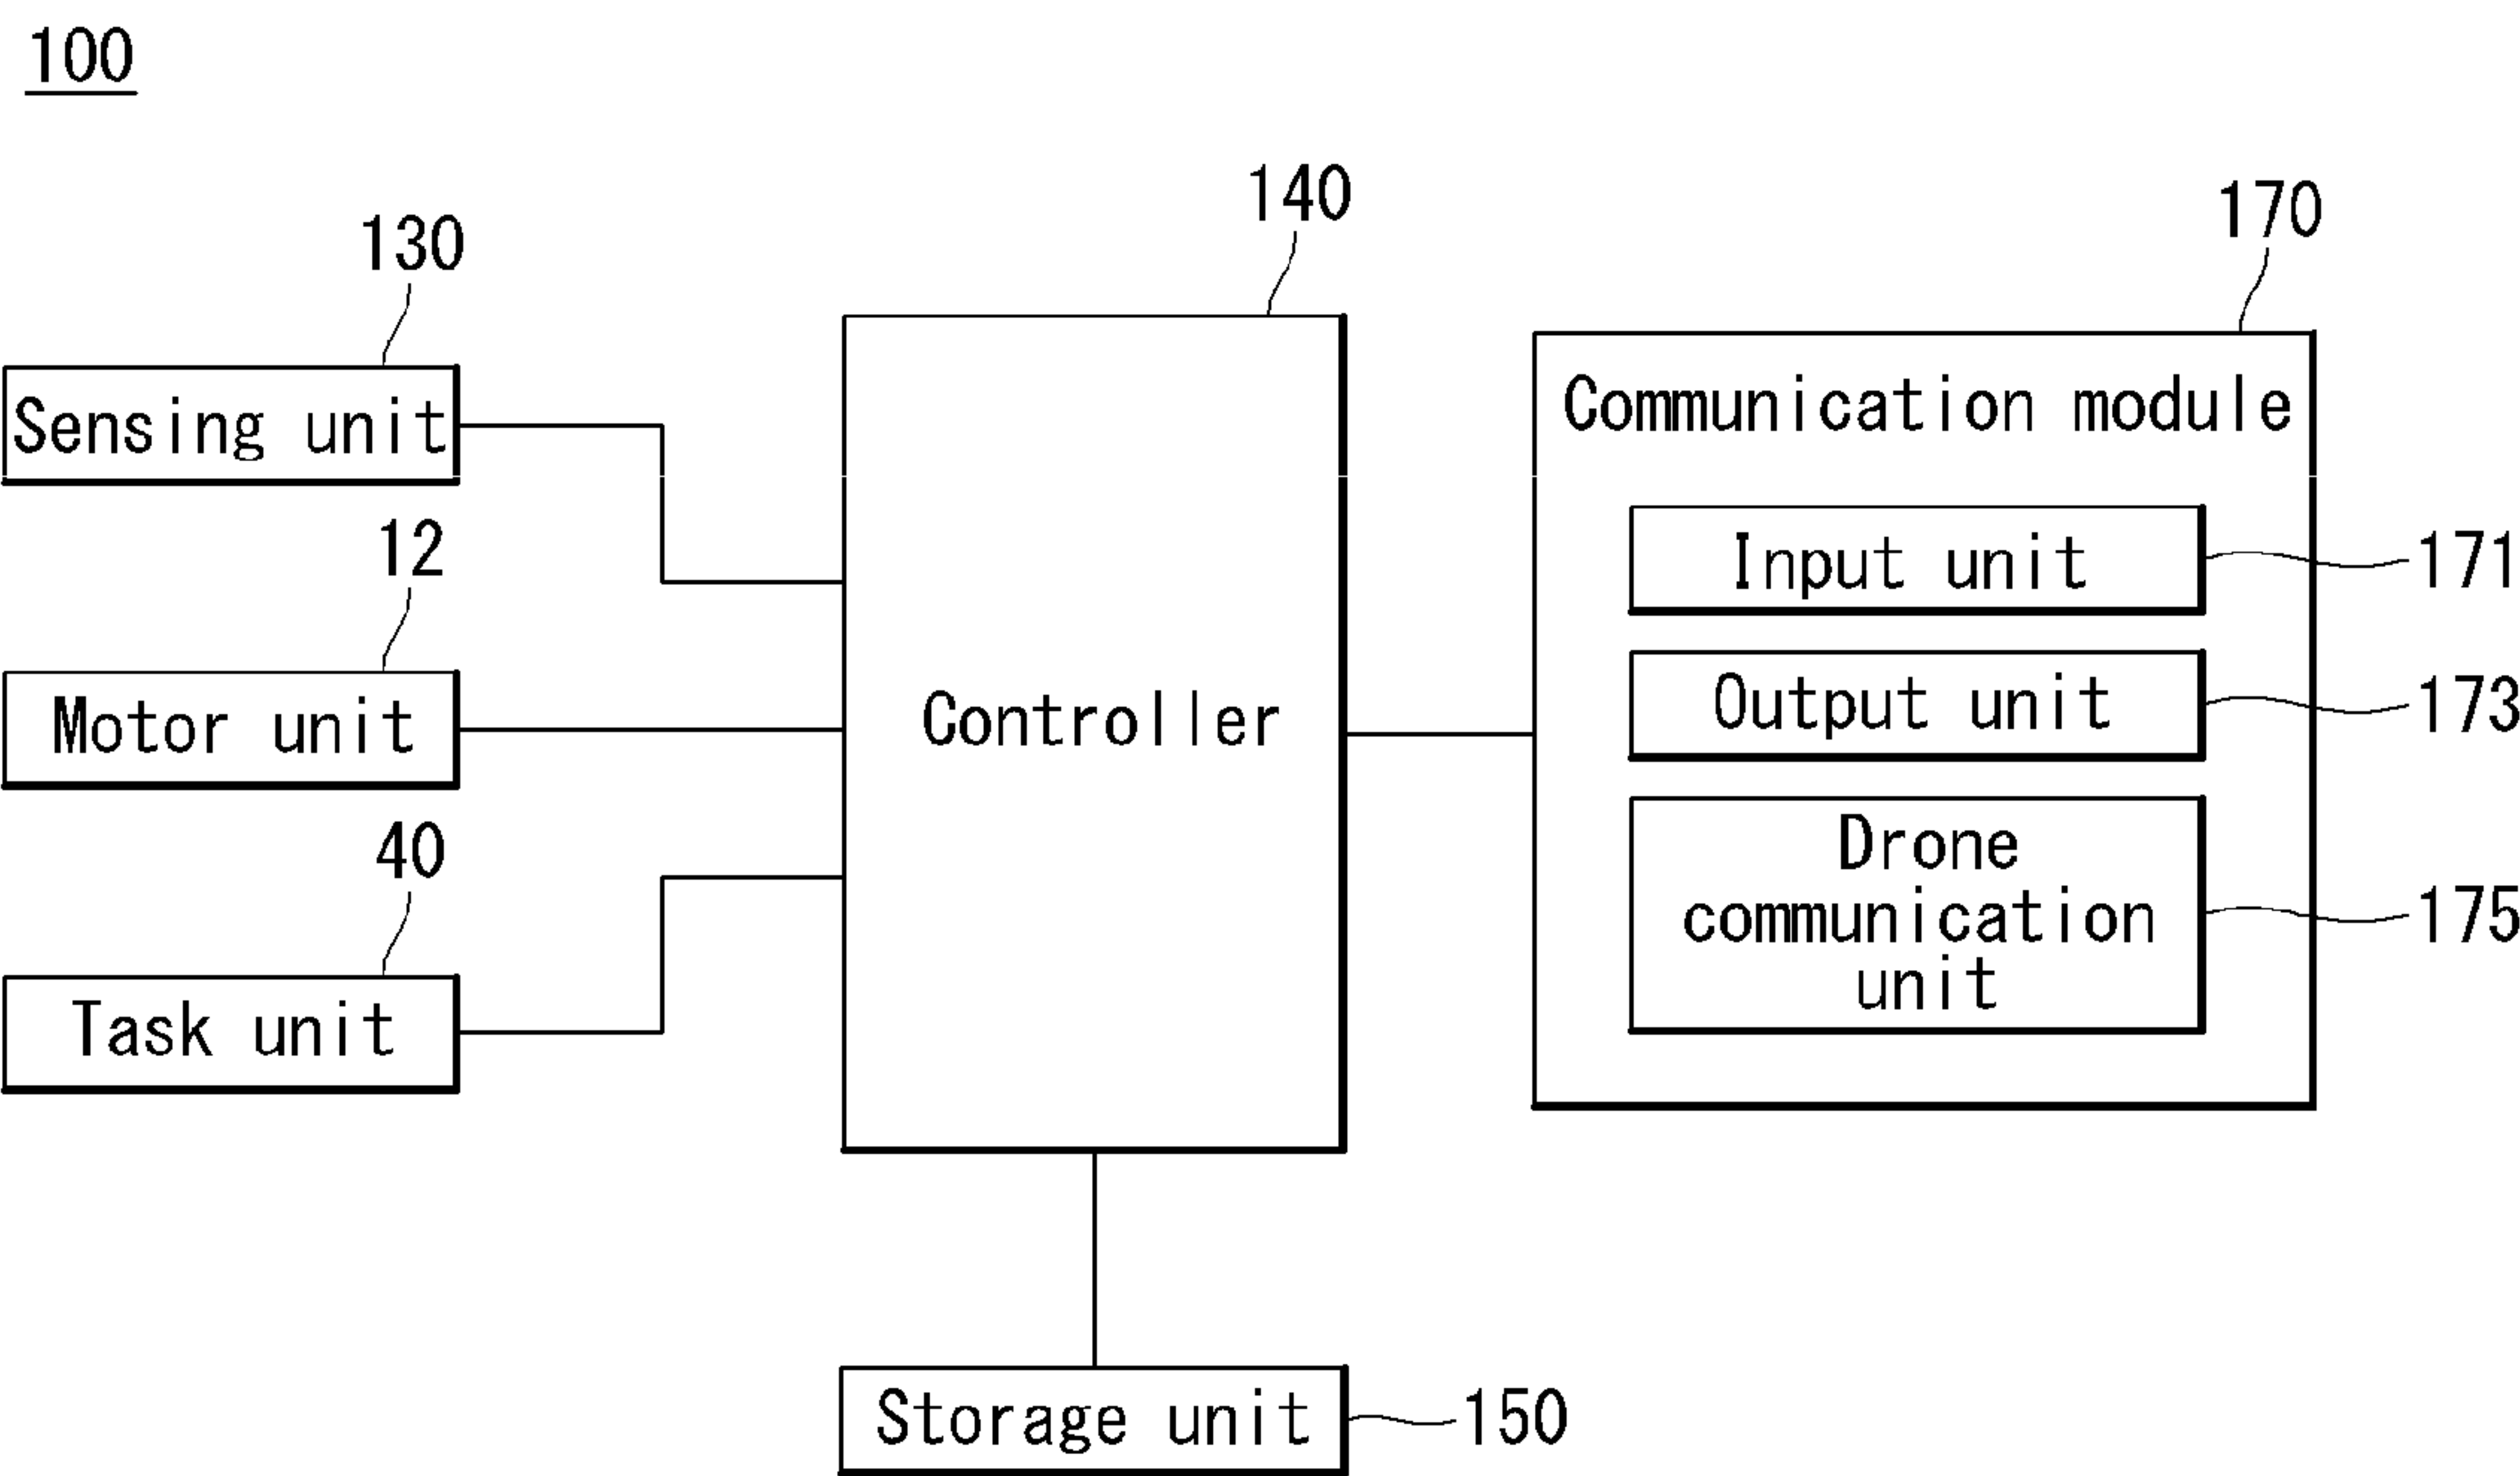 100
140
170
130
Sensing unit
Communication module
12
Input unit
171
Motor unit
Controller
Output unit
173
40
Drone
communication
unit
175
Task unit
Storage unit
150